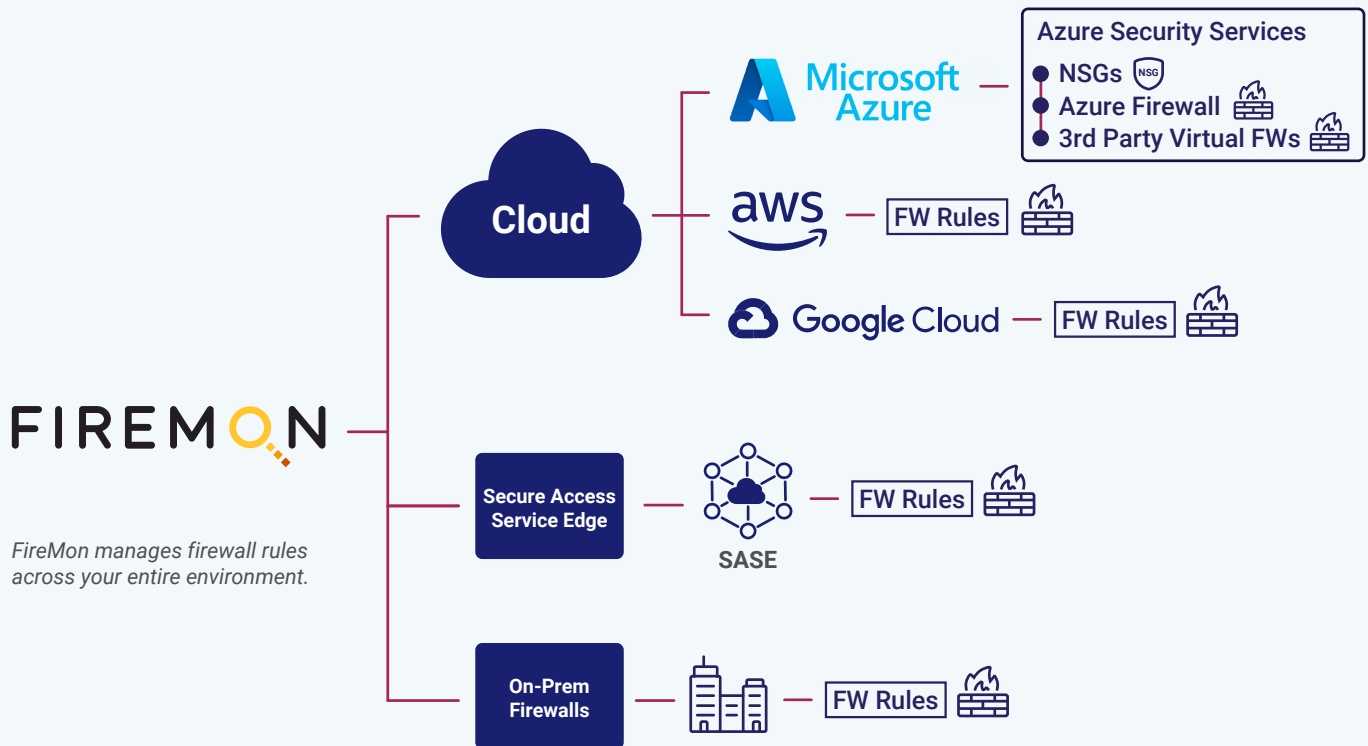 Azure Security Services
NSGs
NSG
Azure Firewall
3rd Party Virtual FWs
Microsoft
Azure
Cloud
aws
FW Rules
Google Cloud
FW Rules
FIREMON
FireMon manages firewall rules
across your entire environment.
Secure Access
Service Edge
SASE
FW Rules
On-Prem
Firewalls
FW Rules